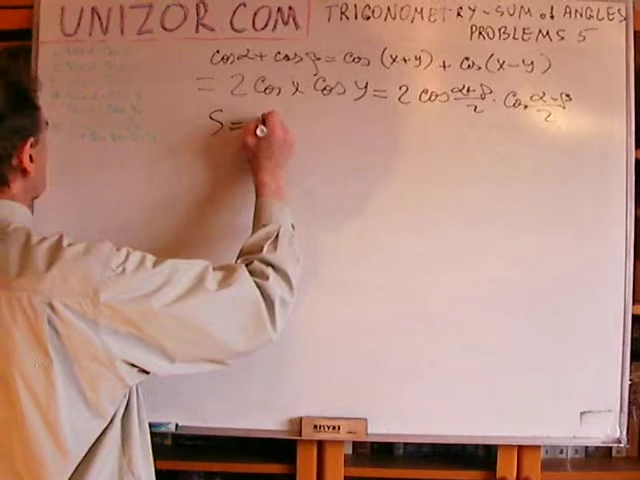 UNIZOR.COM
TRIGONOMETRY-SUM of ANGLES
PROBLEMS 5
cos α + cos β = cos (x+y) + cos (x-y)
= 2 cos x cos y = 2 cos (α+β)/2 · cos (α-β)/2
S =
ERASER